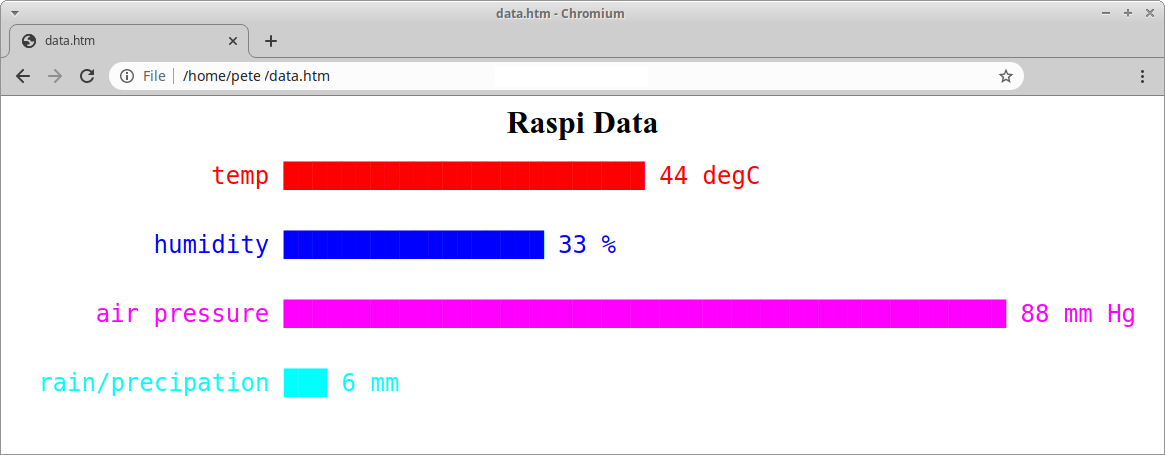 data.htm - Chromium
data.htm
File /home/pete /data.htm
Raspi Data
temp 44 degC
humidity 33 %
air pressure 88 mm Hg
rain/precipation 6 mm